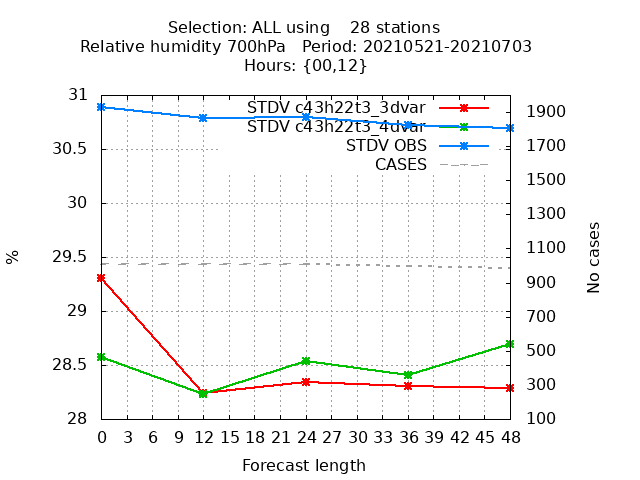 Selection: ALL using    28 stations
Relative humidity 700hPa   Period: 20210521-20210703
Hours: {00,12}
31
30.5
30
29.5
29
28.5
28
%
STDV c43h22t3_3dvar
STDV c43h22t3_4dvar
STDV OBS
CASES
1900
1700
1500
1300
1100
900
700
500
300
100
No cases
0 3 6 9 12 15 18 21 24 27 30 33 36 39 42 45 48
Forecast length